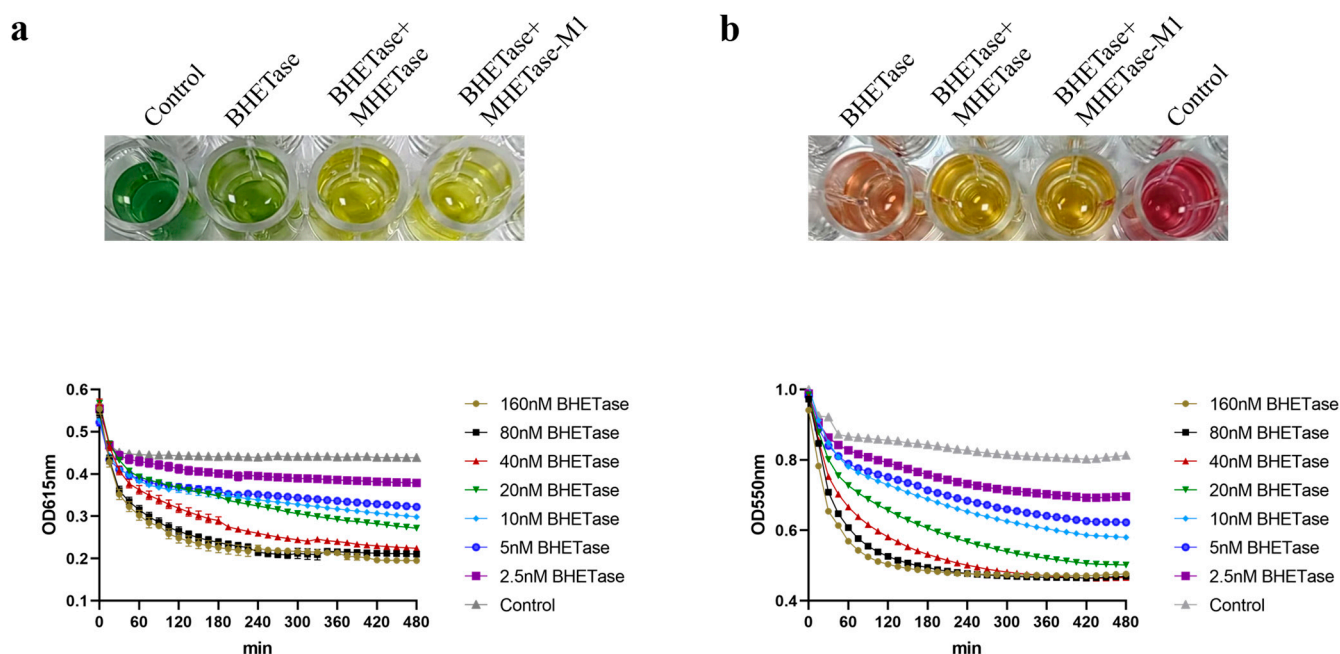 a
Control
BHETase
BHETase+
MHETase
BHETase+
MHETase-M1
b
BHETase
BHETase+
MHETase
BHETase+
MHETase-M1
Control
0.6
0.5
0.4
0.3
0.2
0.1
OD615nm
0 60 120 180 240 300 360 420 480
min
160nM BHETase
80nM BHETase
40nM BHETase
20nM BHETase
10nM BHETase
5nM BHETase
2.5nM BHETase
Control
1.0
0.8
0.6
0.4
OD550nm
0 60 120 180 240 300 360 420 480
min
160nM BHETase
80nM BHETase
40nM BHETase
20nM BHETase
10nM BHETase
5nM BHETase
2.5nM BHETase
Control